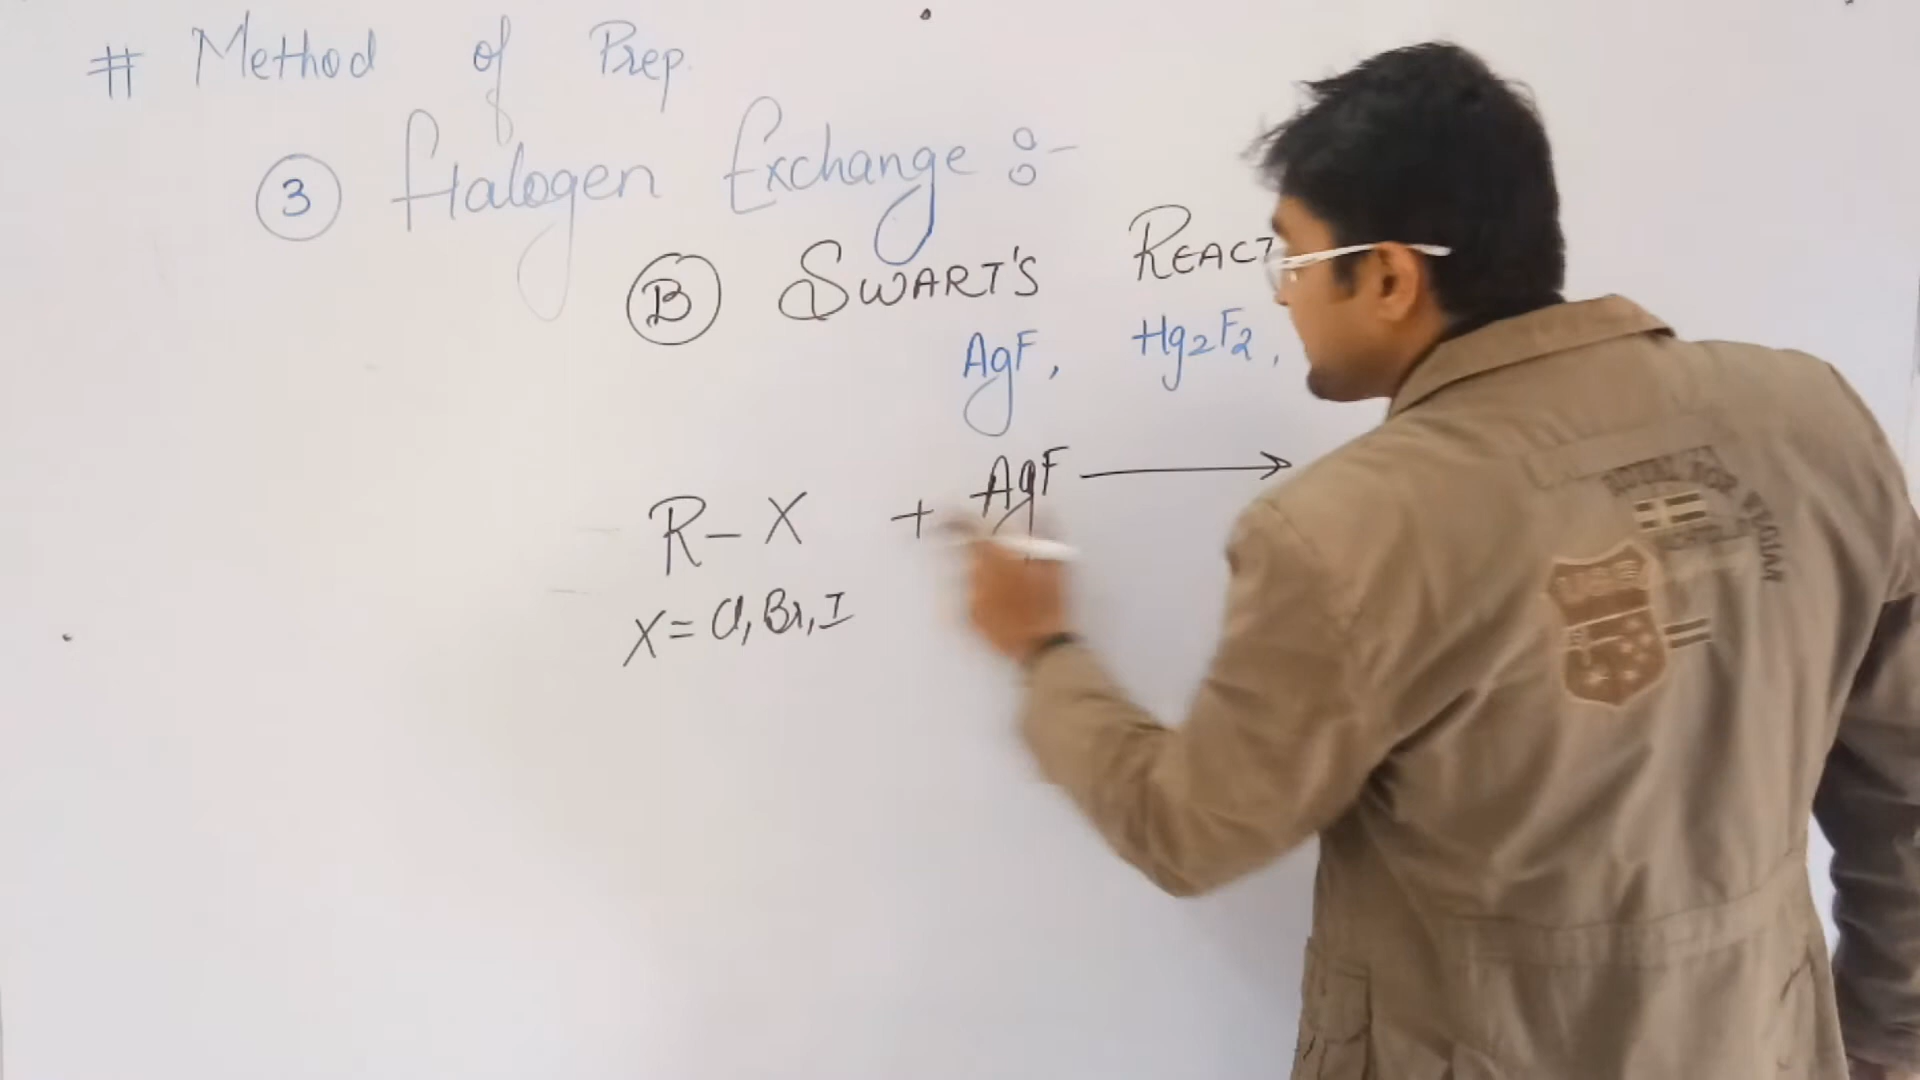 # Method of Prep.
③ Halogen Exchange :-
Ⓑ SWART'S REACT
AgF, Hg₂F₂,
R - X + AgF ⟶
X = Cl, Br, I